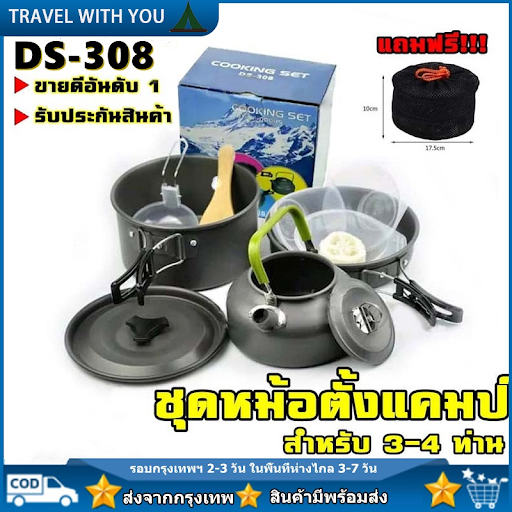 TRAVEL WITH YOU
DS-308
ขายดีอันดับ 1
รับประกันสินค้า
COOKING SET
DS-308
COOKING SET
แถมฟรี!!!
10cm
17.5cm
ชุดหม้อตั้งแคมป์
สำหรับ 3-4 ท่าน
รอบกรุงเทพฯ 2-3 วัน ในพื้นที่ห่างไกล 3-7 วัน
COD
ส่งจากกรุงเทพ
สินค้ามีพร้อมส่ง